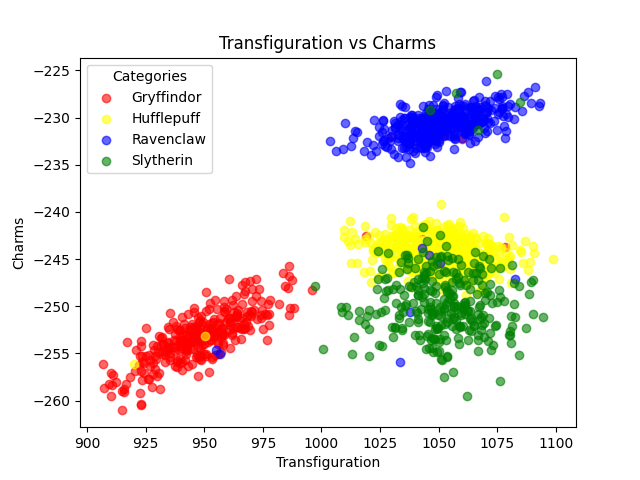 Transfiguration vs Charms
Categories
Gryffindor
Hufflepuff
Ravenclaw
Slytherin
Charms
−225
−230
−235
−240
−245
−250
−255
−260
900 925 950 975 1000 1025 1050 1075 1100
Transfiguration